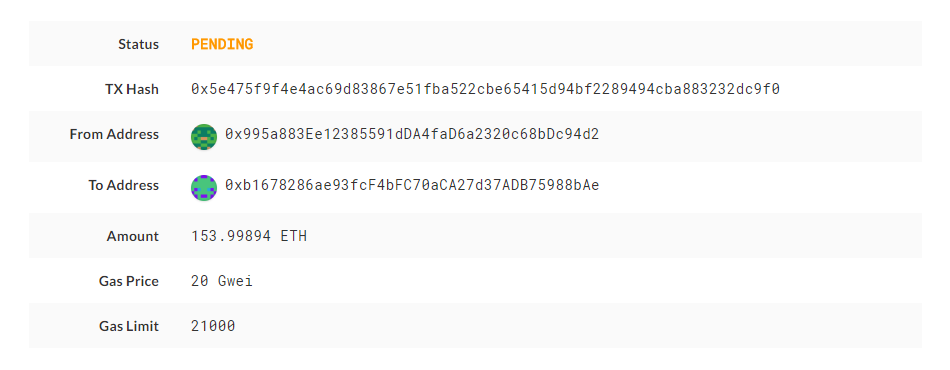 Status PENDING
TX Hash 0x5e475f9f4e4ac69d83867e51fba522cbe65415d94bf2289494cba883232dc9f0
From Address 0x995a883Ee12385591dDA4faD6a2320c68bDc94d2
To Address 0xb1678286ae93fcF4bFC70aCA27d37ADB75988bAe
Amount 153.99894 ETH
Gas Price 20 Gwei
Gas Limit 21000